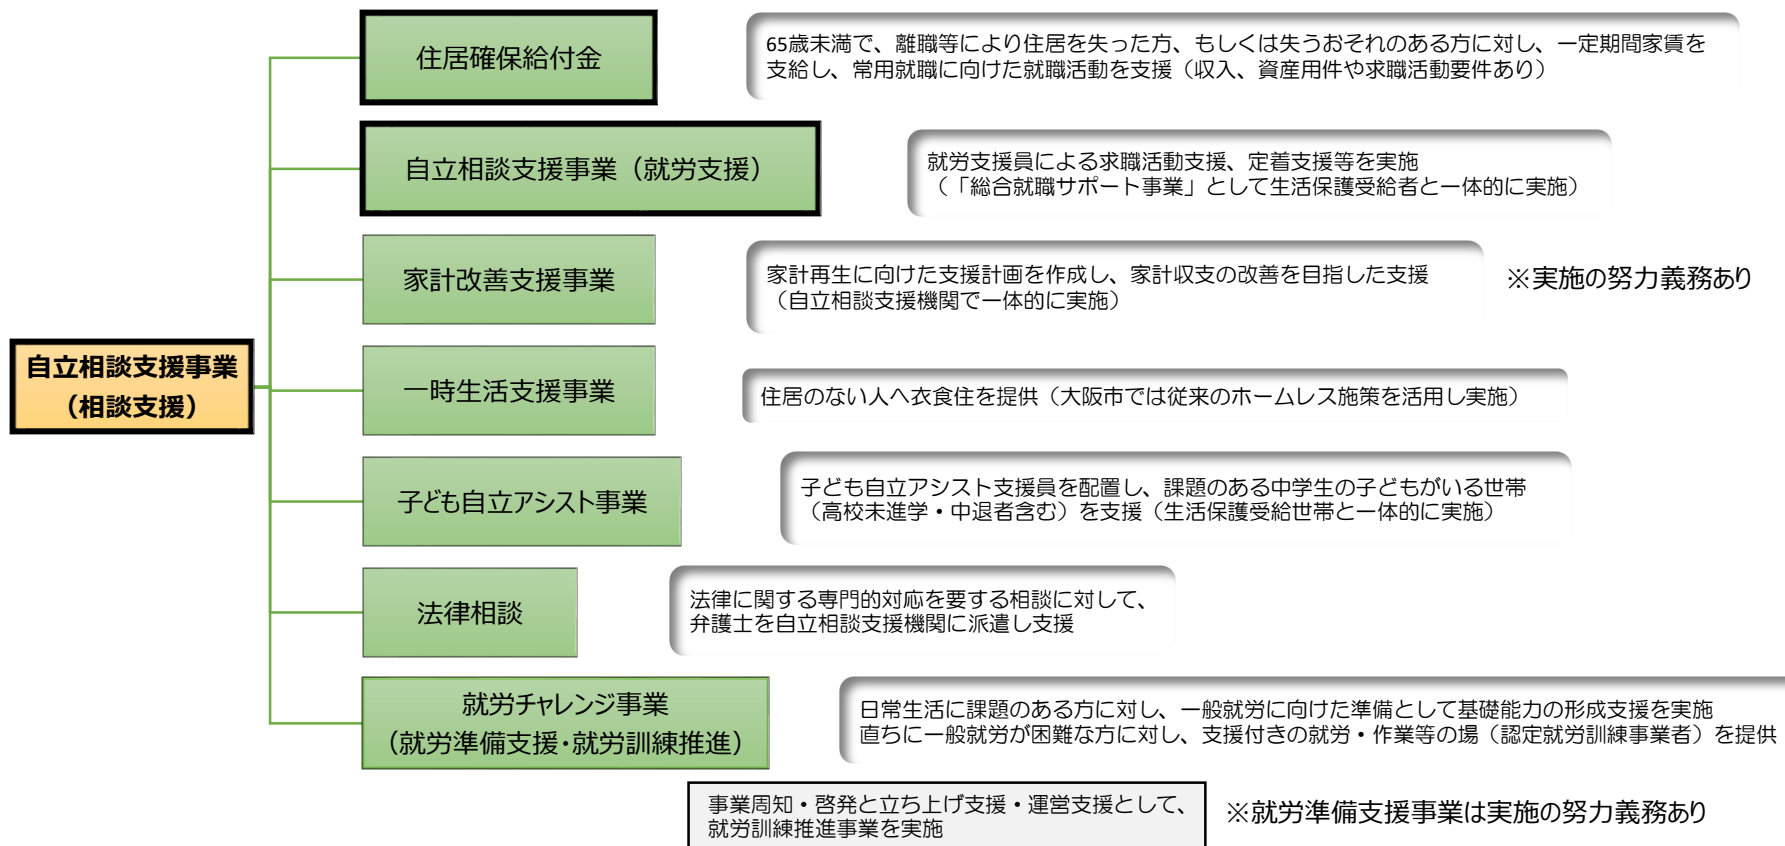 住居確保給付金
65歳未満で、離職等により住居を失った方、もしくは失うおそれのある方に対し、一定期間家賃を
支給し、常用就職に向けた就職活動を支援（収入、資産用件や求職活動要件あり）
自立相談支援事業（就労支援）
就労支援員による求職活動支援、定着支援等を実施
（「総合就職サポート事業」として生活保護受給者と一体的に実施）
家計改善支援事業
家計再生に向けた支援計画を作成し、家計収支の改善を目指した支援
（自立相談支援機関で一体的に実施）
※実施の努力義務あり
自立相談支援事業
（相談支援）
一時生活支援事業
住居のない人へ衣食住を提供（大阪市では従来のホームレス施策を活用し実施）
子ども自立アシスト事業
子ども自立アシスト支援員を配置し、課題のある中学生の子どもがいる世帯
（高校未進学・中退者含む）を支援（生活保護受給世帯と一体的に実施）
法律相談
法律に関する専門的対応を要する相談に対して、
弁護士を自立相談支援機関に派遣し支援
就労チャレンジ事業
（就労準備支援・就労訓練推進）
日常生活に課題のある方に対し、一般就労に向けた準備として基礎能力の形成支援を実施
直ちに一般就労が困難な方に対し、支援付きの就労・作業等の場（認定就労訓練事業者）を提供
事業周知・啓発と立ち上げ支援・運営支援として、
就労訓練推進事業を実施
※就労準備支援事業は実施の努力義務あり